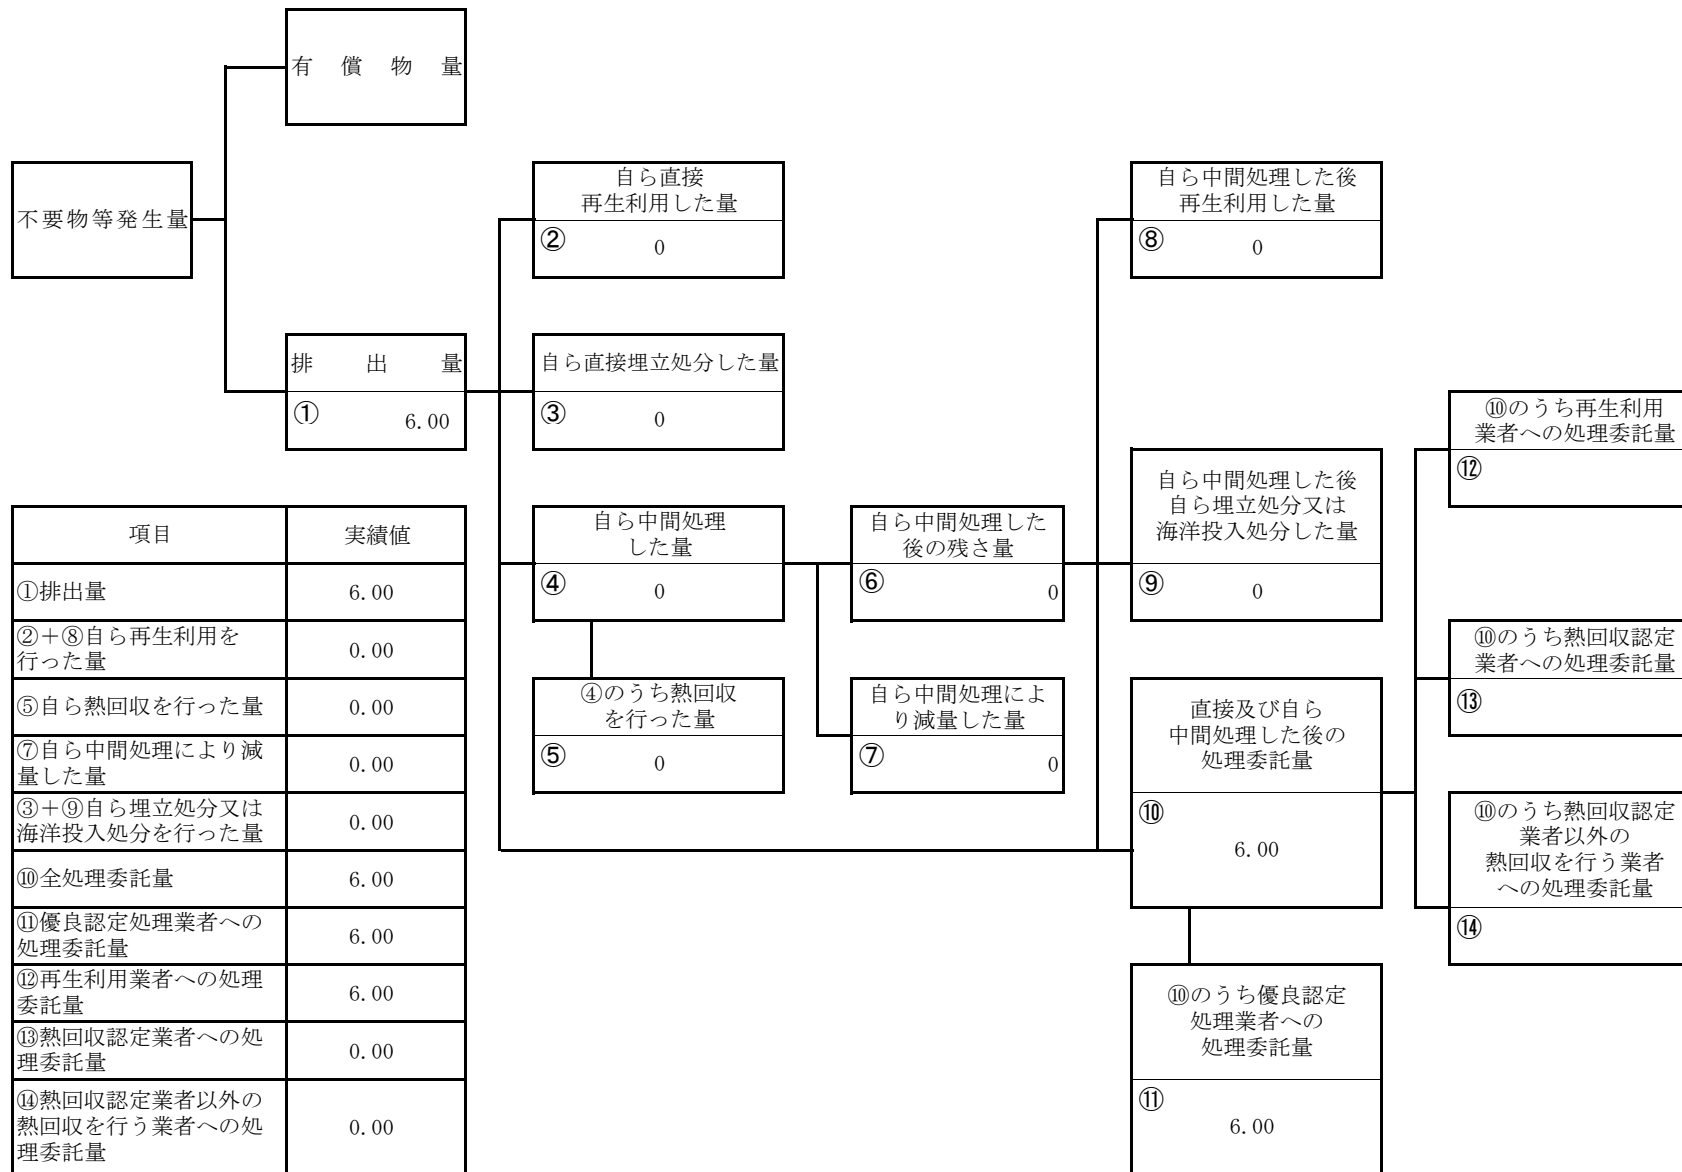 有償物量
不要物等発生量
排出量
① 6.00
自ら直接
再生利用した量
② 0
自ら直接埋立処分した量
③ 0
自ら中間処理
した量
④ 0
④のうち熱回収
を行った量
⑤ 0
自ら中間処理した
後の残さ量
⑥ 0
自ら中間処理によ
り減量した量
⑦ 0
自ら中間処理した後
再生利用した量
⑧ 0
自ら中間処理した後
自ら埋立処分又は
海洋投入処分した量
⑨ 0
直接及び自ら
中間処理した後の
処理委託量
⑩
6.00
⑩のうち優良認定
処理業者への
処理委託量
⑪
6.00
⑩のうち再生利用
業者への処理委託量
⑫
⑩のうち熱回収認定
業者への処理委託量
⑬
⑩のうち熱回収認定
業者以外の
熱回収を行う業者
への処理委託量
⑭
項目 実績値
①排出量 6.00
②+⑧自ら再生利用を
行った量 0.00
⑤自ら熱回収を行った量 0.00
⑦自ら中間処理により減
量した量 0.00
③+⑨自ら埋立処分又は
海洋投入処分を行った量 0.00
⑩全処理委託量 6.00
⑪優良認定処理業者への
処理委託量 6.00
⑫再生利用業者への処理
委託量 6.00
⑬熱回収認定業者への処
理委託量 0.00
⑭熱回収認定業者以外の
熱回収を行う業者への処
理委託量 0.00